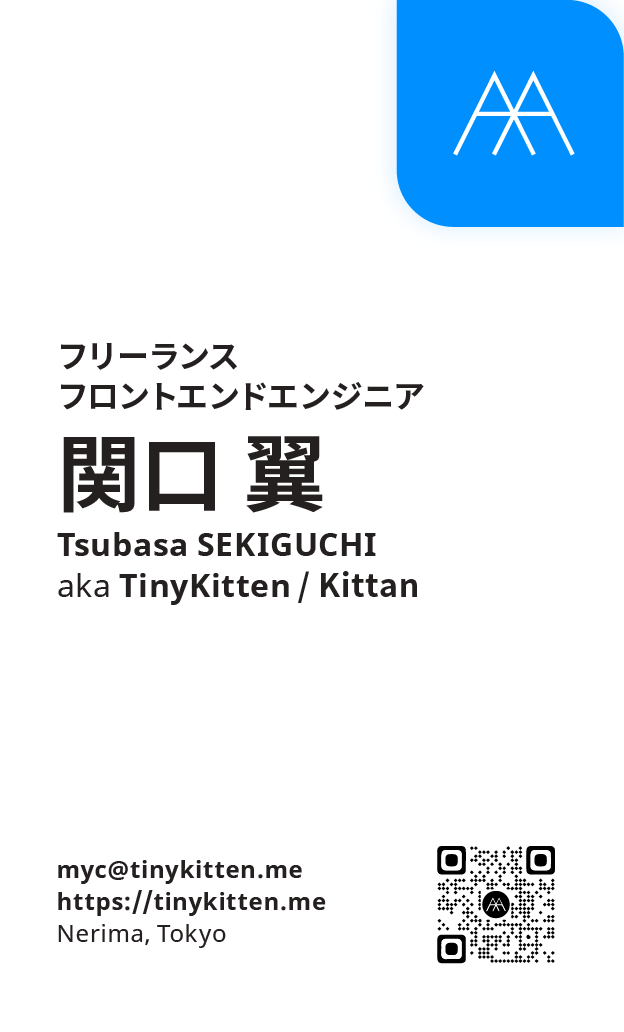 フリーランス
フロントエンドエンジニア
関口 翼
Tsubasa SEKIGUCHI
aka TinyKitten / Kittan
myc@tinykitten.me
https://tinykitten.me
Nerima, Tokyo